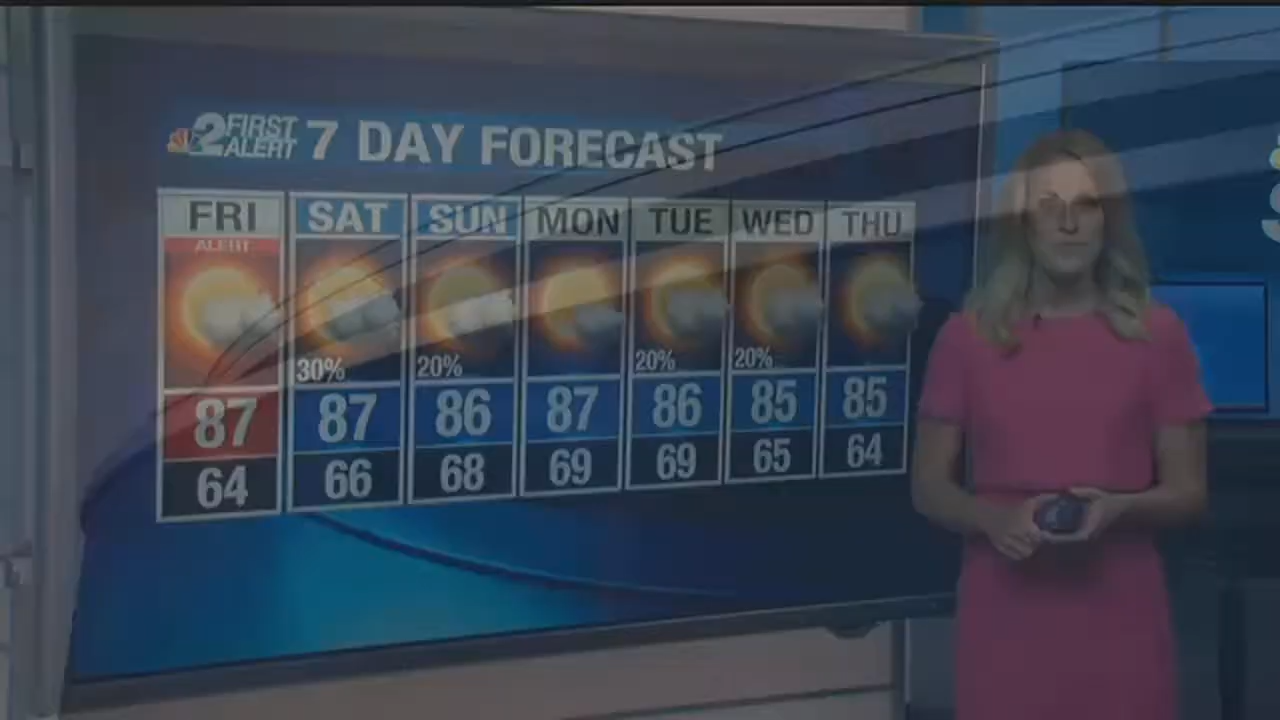 2 FIRST ALERT 7 DAY FORECAST
FRI SAT SUN MON TUE WED THU
ALERT
30% 20% 20% 20%
87 87 86 87 86 85 85
64 66 68 69 69 65 64